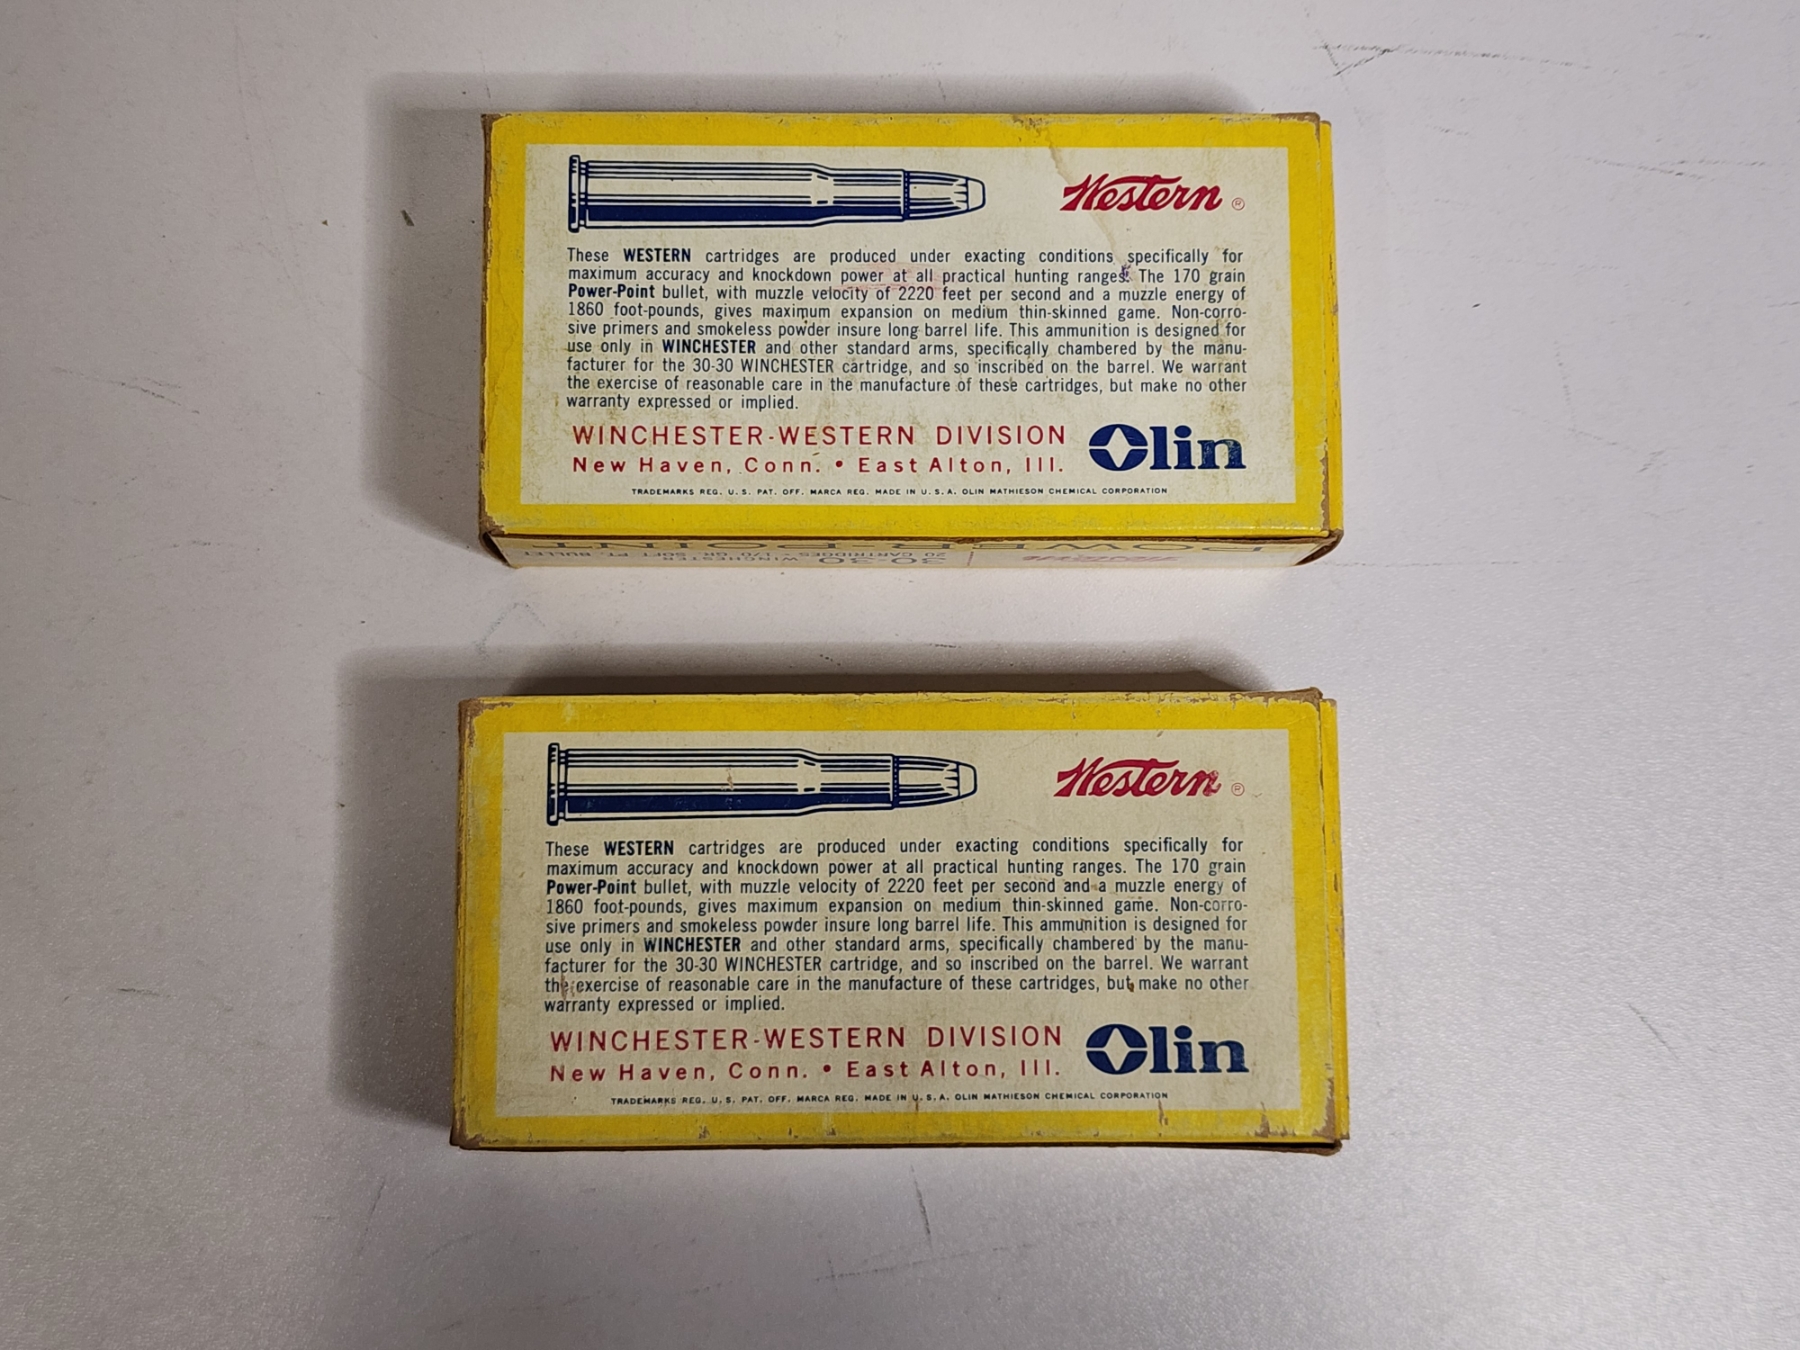 Western ®
These WESTERN cartridges are produced under exacting conditions specifically for
maximum accuracy and knockdown power at all practical hunting ranges. The 170 grain
Power-Point bullet, with muzzle velocity of 2220 feet per second and a muzzle energy of
1860 foot-pounds, gives maximum expansion on medium thin-skinned game. Non-corro-
sive primers and smokeless powder insure long barrel life. This ammunition is designed for
use only in WINCHESTER and other standard arms, specifically chambered by the manu-
facturer for the 30-30 WINCHESTER cartridge, and so inscribed on the barrel. We warrant
the exercise of reasonable care in the manufacture of these cartridges, but make no other
warranty expressed or implied.
WINCHESTER-WESTERN DIVISION
New Haven, Conn. • East Alton, Ill.
Olin
TRADEMARKS REG. U. S. PAT. OFF. MARCA REG. MADE IN U. S. A. OLIN MATHIESON CHEMICAL CORPORATION
Western
POWER-POINT
30-30 WINCHESTER
20 CARTRIDGES - 170 GR. SOFT PT. BULLET
Western ®
These WESTERN cartridges are produced under exacting conditions specifically for
maximum accuracy and knockdown power at all practical hunting ranges. The 170 grain
Power-Point bullet, with muzzle velocity of 2220 feet per second and a muzzle energy of
1860 foot-pounds, gives maximum expansion on medium thin-skinned game. Non-corro-
sive primers and smokeless powder insure long barrel life. This ammunition is designed for
use only in WINCHESTER and other standard arms, specifically chambered by the manu-
facturer for the 30-30 WINCHESTER cartridge, and so inscribed on the barrel. We warrant
the exercise of reasonable care in the manufacture of these cartridges, but make no other
warranty expressed or implied.
WINCHESTER-WESTERN DIVISION
New Haven, Conn. • East Alton, Ill.
Olin
TRADEMARKS REG. U. S. PAT. OFF. MARCA REG. MADE IN U. S. A. OLIN MATHIESON CHEMICAL CORPORATION